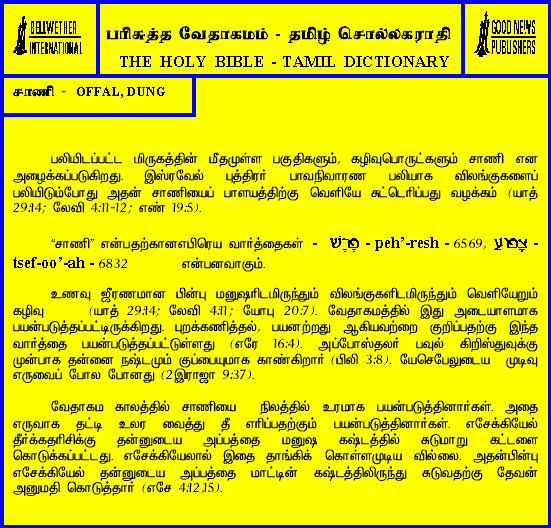 BELLWETHER
INTERNATIONAL
பரிசுத்த வேதாகமம் - தமிழ் சொல்லகராதி
THE HOLY BIBLE - TAMIL DICTIONARY
GOOD NEWS
PUBLISHERS
சாணி - OFFAL, DUNG
பலியிடப்பட்ட மிருகத்தின் மீதமுள்ள பகுதிகளும், கழிவுபொருட்களும் சாணி என
அழைக்கப்படுகிறது. இஸ்ரவேல் புத்திரர் பாவநிவாரண பலியாக விலங்குகளைப்
பலியிடும்போது அதன் சாணியைப் பாளயத்திற்கு வெளியே சுட்டெரிப்பது வழக்கம் (யாத்
29:14; லேவி 4:11-12; எண் 19:5).
“சாணி” என்பதற்கானஎபிரெய வார்த்தைகள் - פֶּרֶשׁ - peh’-resh - 6569, צָפִעַ -
tsef-oo’-ah - 6832 என்பனவாகும்.
உணவு ஜீரணமான பின்பு மனுஷரிடமிருந்தும் விலங்குகளிடமிருந்தும் வெளியேறும்
கழிவு (யாத் 29:14; லேவி 4:11; யோபு 20:7). வேதாகமத்தில் இது அடையாளமாக
பயன்படுத்தப்பட்டிருக்கிறது. புறக்கணித்தல், பயனற்றது ஆகியவற்றை குறிப்பதற்கு இந்த
வார்த்தை பயன்படுத்தப்பட்டுள்ளது (எரே 16:4). அப்போஸ்தலர் பவுல் கிறிஸ்துவுக்கு
முன்பாக தன்னை நஷ்டமும் குப்பையுமாக காண்கிறார் (பிலி 3:8). யேசெபேலுடைய முடிவு
எருவைப் போல போனது (2இராஜா 9:37).
வேதாகம காலத்தில் சாணியை நிலத்தில் உரமாக பயன்படுத்தினார்கள். அதை
எருவாக தட்டி உலர வைத்து தீ எரிப்பதற்கும் பயன்படுத்தினார்கள். எசேக்கியேல்
தீர்க்கதரிசிக்கு தன்னுடைய அப்பத்தை மனுஷ கஷ்டத்தில் சுடுமாறு கட்டளை
கொடுக்கப்பட்டது. எசேக்கியேலால் இதை தாங்கிக் கொள்ளமுடிய வில்லை. அதன்பின்பு
எசேக்கியேல் தன்னுடைய அப்பத்தை மாட்டின் கஷ்டத்திலிருந்து சுடுவதற்கு தேவன்
அனுமதி கொடுத்தார் (எசே 4:12,15).